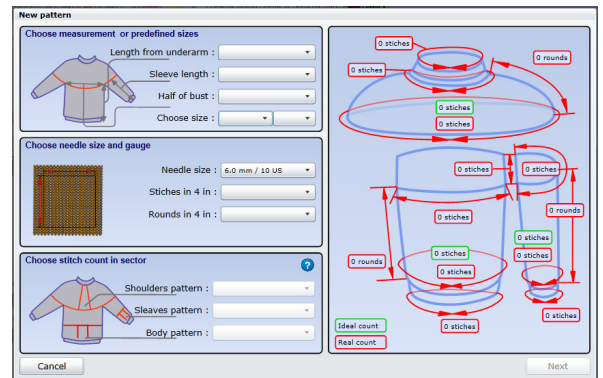 New pattern
Choose measurement or predefined sizes
Length from underarm :
Sleeve length :
Half of bust :
Choose size :
Choose needle size and gauge
Needle size : 6.0 mm / 10 US
Stiches in 4 in :
Rounds in 4 in :
Choose stitch count in sector
?
Shoulders pattern :
Sleaves pattern :
Body pattern :
Cancel
0 stiches
0 rounds
0 stiches
0 stiches
0 stiches
0 stiches
0 stiches
0 stiches
0 rounds
0 stiches
0 stiches
0 stiches
0 rounds
0 stiches
0 stiches
Ideal count
Real count
0 stiches
Next